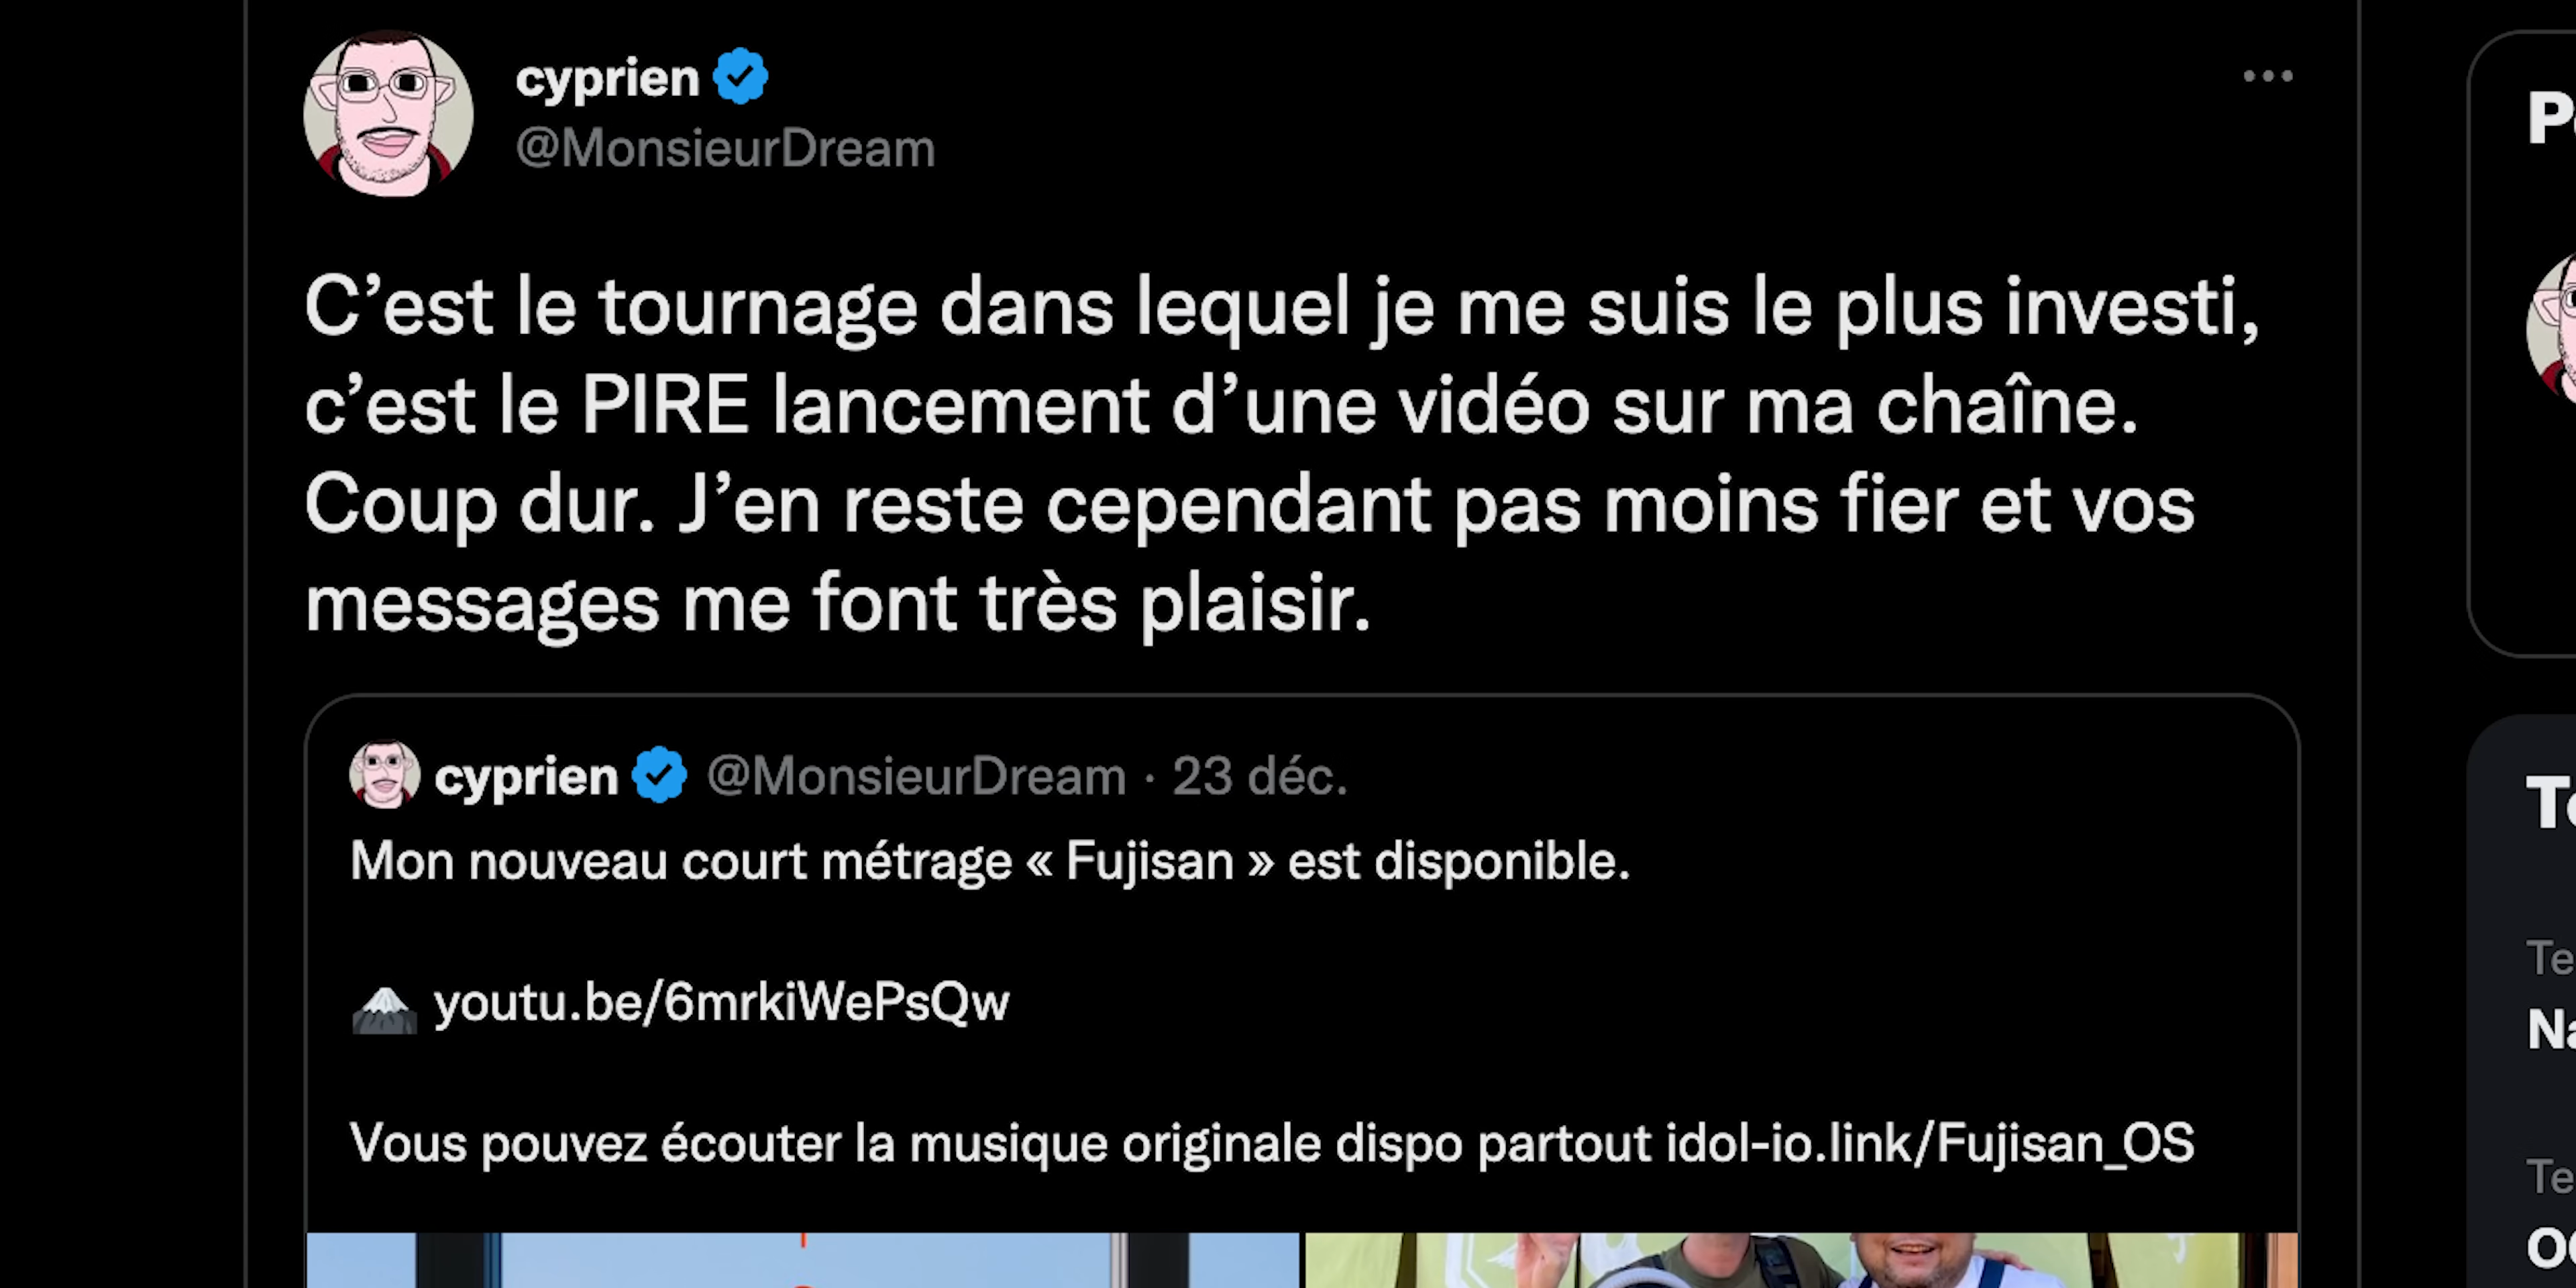 cyprien
@MonsieurDream
C’est le tournage dans lequel je me suis le plus investi,
c’est le PIRE lancement d’une vidéo sur ma chaîne.
Coup dur. J’en reste cependant pas moins fier et vos
messages me font très plaisir.
cyprien @MonsieurDream · 23 déc.
Mon nouveau court métrage « Fujisan » est disponible.
youtu.be/6mrkiWePsQw
Vous pouvez écouter la musique originale dispo partout idol-io.link/Fujisan_OS